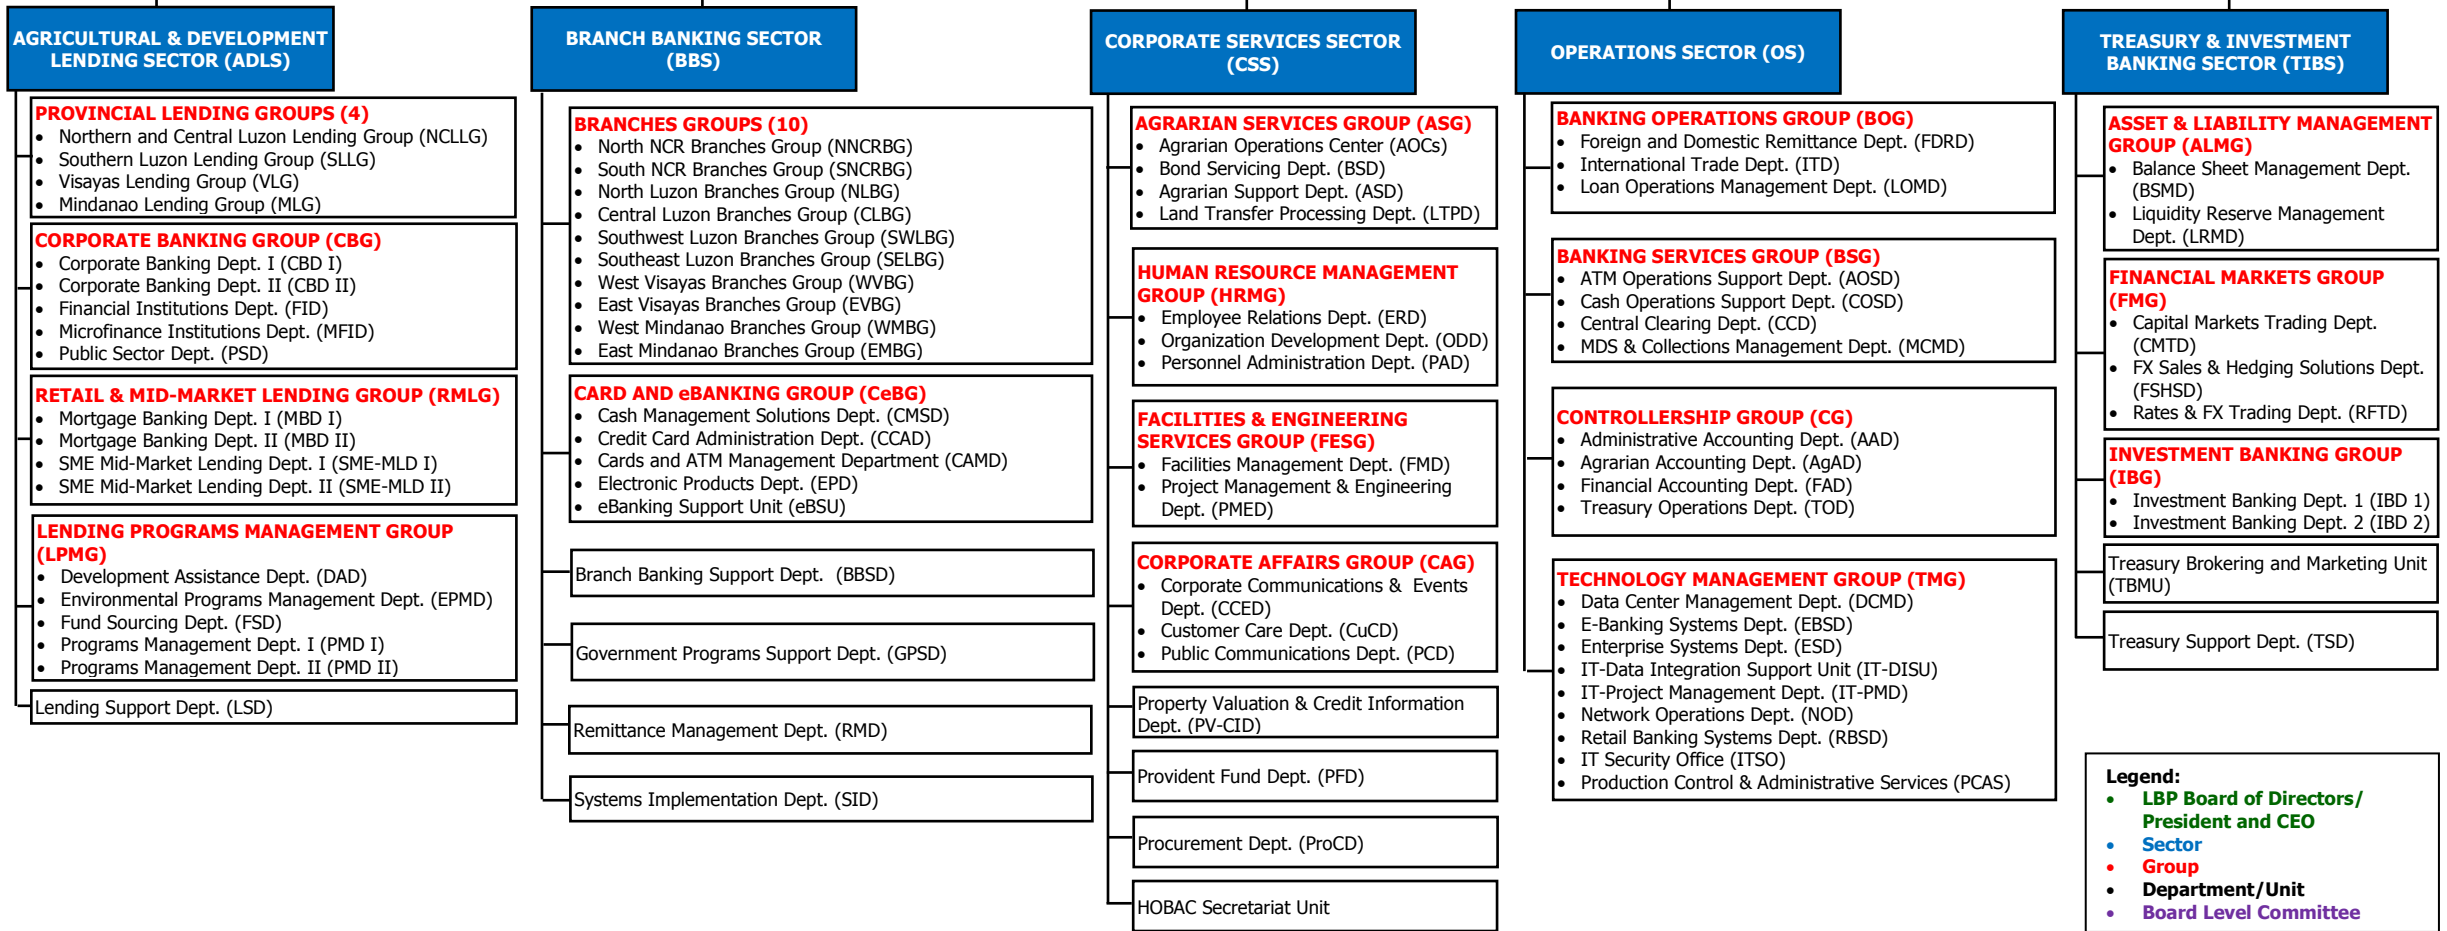 AGRICULTURAL & DEVELOPMENT
LENDING SECTOR (ADLS)
PROVINCIAL LENDING GROUPS (4)
• Northern and Central Luzon Lending Group (NCLLG)
• Southern Luzon Lending Group (SLLG)
• Visayas Lending Group (VLG)
• Mindanao Lending Group (MLG)
CORPORATE BANKING GROUP (CBG)
• Corporate Banking Dept. I (CBD I)
• Corporate Banking Dept. II (CBD II)
• Financial Institutions Dept. (FID)
• Microfinance Institutions Dept. (MFID)
• Public Sector Dept. (PSD)
RETAIL & MID-MARKET LENDING GROUP (RMLG)
• Mortgage Banking Dept. I (MBD I)
• Mortgage Banking Dept. II (MBD II)
• SME Mid-Market Lending Dept. I (SME-MLD I)
• SME Mid-Market Lending Dept. II (SME-MLD II)
LENDING PROGRAMS MANAGEMENT GROUP
(LPMG)
• Development Assistance Dept. (DAD)
• Environmental Programs Management Dept. (EPMD)
• Fund Sourcing Dept. (FSD)
• Programs Management Dept. I (PMD I)
• Programs Management Dept. II (PMD II)
Lending Support Dept. (LSD)
BRANCH BANKING SECTOR
(BBS)
BRANCHES GROUPS (10)
• North NCR Branches Group (NNCRBG)
• South NCR Branches Group (SNCRBG)
• North Luzon Branches Group (NLBG)
• Central Luzon Branches Group (CLBG)
• Southwest Luzon Branches Group (SWLBG)
• Southeast Luzon Branches Group (SELBG)
• West Visayas Branches Group (WVBG)
• East Visayas Branches Group (EVBG)
• West Mindanao Branches Group (WMBG)
• East Mindanao Branches Group (EMBG)
CARD AND eBANKING GROUP (CeBG)
• Cash Management Solutions Dept. (CMSD)
• Credit Card Administration Dept. (CCAD)
• Cards and ATM Management Department (CAMD)
• Electronic Products Dept. (EPD)
• eBanking Support Unit (eBSU)
Branch Banking Support Dept. (BBSD)
Government Programs Support Dept. (GPSD)
Remittance Management Dept. (RMD)
Systems Implementation Dept. (SID)
CORPORATE SERVICES SECTOR
(CSS)
AGRARIAN SERVICES GROUP (ASG)
• Agrarian Operations Center (AOCs)
• Bond Servicing Dept. (BSD)
• Agrarian Support Dept. (ASD)
• Land Transfer Processing Dept. (LTPD)
HUMAN RESOURCE MANAGEMENT
GROUP (HRMG)
• Employee Relations Dept. (ERD)
• Organization Development Dept. (ODD)
• Personnel Administration Dept. (PAD)
FACILITIES & ENGINEERING
SERVICES GROUP (FESG)
• Facilities Management Dept. (FMD)
• Project Management & Engineering
Dept. (PMED)
CORPORATE AFFAIRS GROUP (CAG)
• Corporate Communications & Events
Dept. (CCED)
• Customer Care Dept. (CuCD)
• Public Communications Dept. (PCD)
Property Valuation & Credit Information
Dept. (PV-CID)
Provident Fund Dept. (PFD)
Procurement Dept. (ProCD)
HOBAC Secretariat Unit
OPERATIONS SECTOR (OS)
BANKING OPERATIONS GROUP (BOG)
• Foreign and Domestic Remittance Dept. (FDRD)
• International Trade Dept. (ITD)
• Loan Operations Management Dept. (LOMD)
BANKING SERVICES GROUP (BSG)
• ATM Operations Support Dept. (AOSD)
• Cash Operations Support Dept. (COSD)
• Central Clearing Dept. (CCD)
• MDS & Collections Management Dept. (MCMD)
CONTROLLERSHIP GROUP (CG)
• Administrative Accounting Dept. (AAD)
• Agrarian Accounting Dept. (AgAD)
• Financial Accounting Dept. (FAD)
• Treasury Operations Dept. (TOD)
TECHNOLOGY MANAGEMENT GROUP (TMG)
• Data Center Management Dept. (DCMD)
• E-Banking Systems Dept. (EBSD)
• Enterprise Systems Dept. (ESD)
• IT-Data Integration Support Unit (IT-DISU)
• IT-Project Management Dept. (IT-PMD)
• Network Operations Dept. (NOD)
• Retail Banking Systems Dept. (RBSD)
• IT Security Office (ITSO)
• Production Control & Administrative Services (PCAS)
TREASURY & INVESTMENT
BANKING SECTOR (TIBS)
ASSET & LIABILITY MANAGEMENT
GROUP (ALMG)
• Balance Sheet Management Dept.
(BSMD)
• Liquidity Reserve Management
Dept. (LRMD)
FINANCIAL MARKETS GROUP
(FMG)
• Capital Markets Trading Dept.
(CMTD)
• FX Sales & Hedging Solutions Dept.
(FSHSD)
• Rates & FX Trading Dept. (RFTD)
INVESTMENT BANKING GROUP
(IBG)
• Investment Banking Dept. 1 (IBD 1)
• Investment Banking Dept. 2 (IBD 2)
Treasury Brokering and Marketing Unit
(TBMU)
Treasury Support Dept. (TSD)
Legend:
• LBP Board of Directors/
President and CEO
• Sector
• Group
• Department/Unit
• Board Level Committee